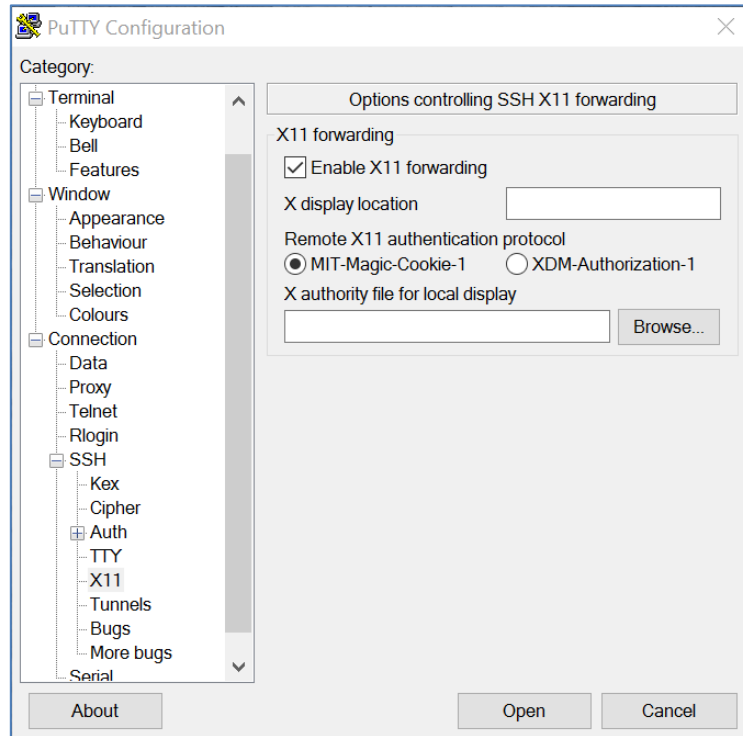 PuTTY Configuration
Category:
Terminal
Keyboard
Bell
Features
Window
Appearance
Behaviour
Translation
Selection
Colours
Connection
Data
Proxy
Telnet
Rlogin
SSH
Kex
Cipher
Auth
TTY
X11
Tunnels
Bugs
More bugs
Serial
Options controlling SSH X11 forwarding
X11 forwarding
Enable X11 forwarding
X display location
Remote X11 authentication protocol
MIT-Magic-Cookie-1 XDM-Authorization-1
X authority file for local display
Browse...
About Open Cancel